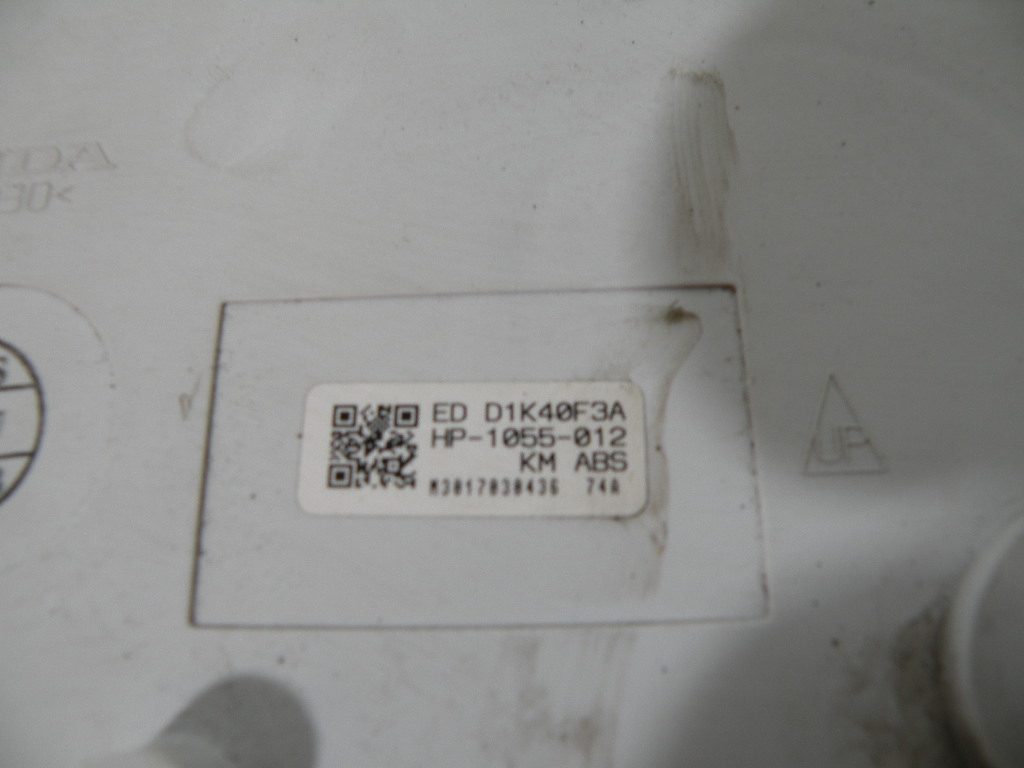 ED D1K40F3A
HP-1055-012
KM ABS
M3017030436 74A
UP